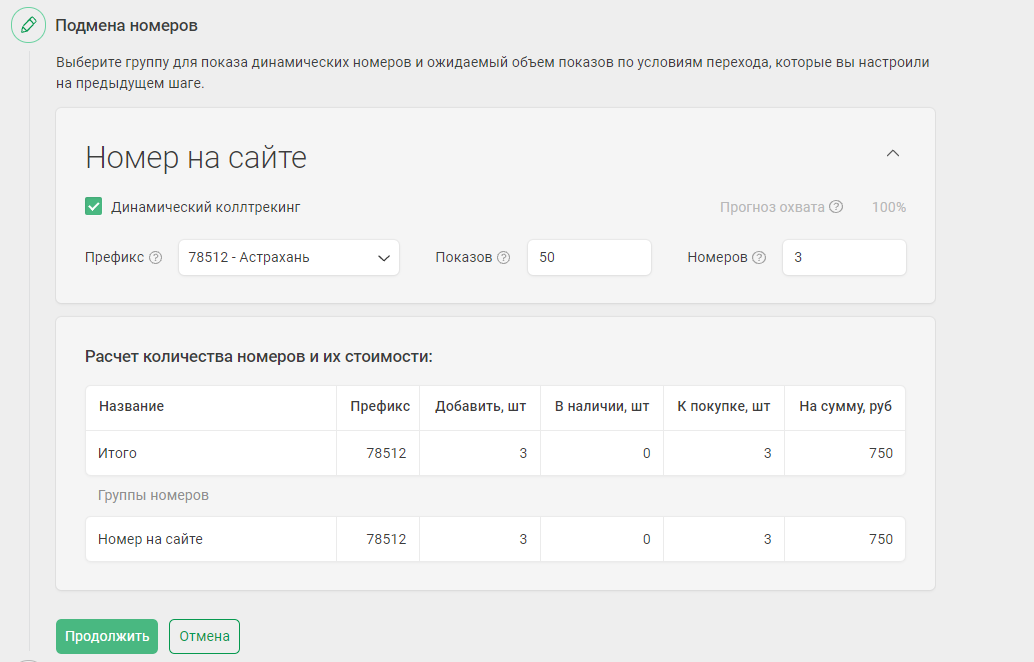 Подмена номеров
Выберите группу для показа динамических номеров и ожидаемый объем показов по условиям перехода, которые вы настроили
на предыдущем шаге.
Номер на сайте
Динамический коллтрекинг
Прогноз охвата ? 100%
Префикс ? 78512 - Астрахань Показов ? 50 Номеров ? 3
Расчет количества номеров и их стоимости:
Название Префикс Добавить, шт В наличии, шт К покупке, шт На сумму, руб
Итого 78512 3 0 3 750
Группы номеров
Номер на сайте 78512 3 0 3 750
Продолжить Отмена